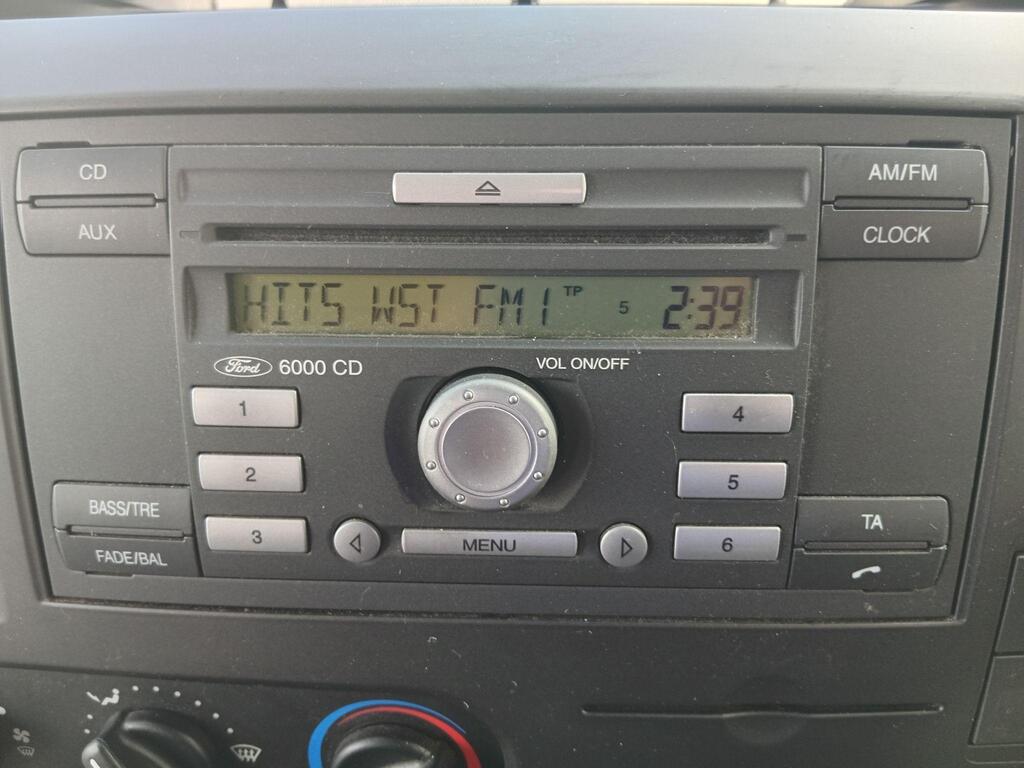 CD
AM/FM
AUX
CLOCK
HITS WST FM1 TP 5 2:39
Ford 6000 CD
VOL ON/OFF
1
4
2
5
BASS/TRE
3
MENU
6
TA
FADE/BAL